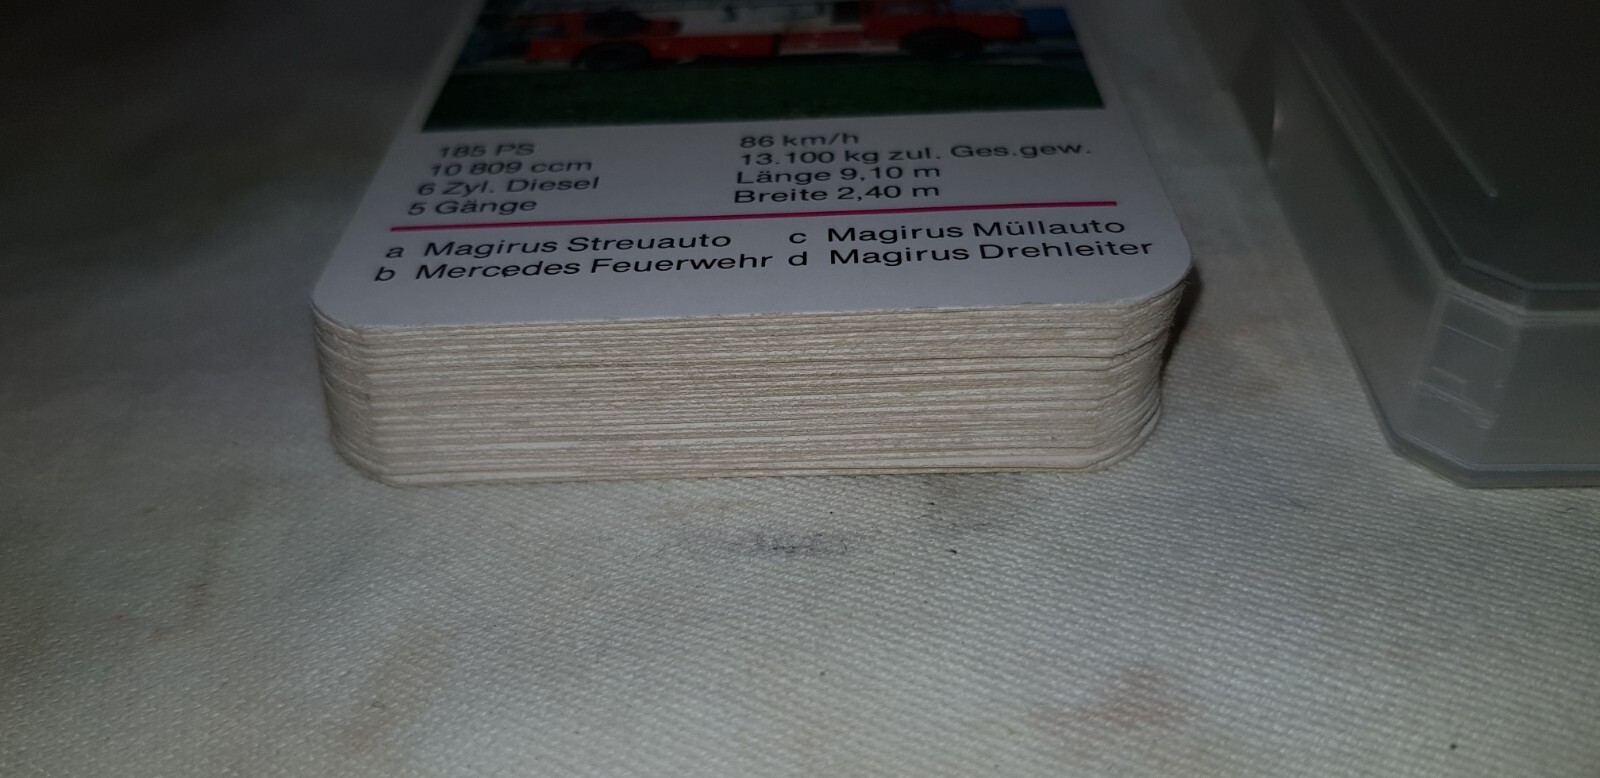 185 PS
10 809 ccm
6 Zyl. Diesel
5 Gänge
86 km/h
13.100 kg zul. Ges.gew.
Länge 9,10 m
Breite 2,40 m
a Magirus Streuauto
b Mercedes Feuerwehr
c Magirus Müllauto
d Magirus Drehleiter